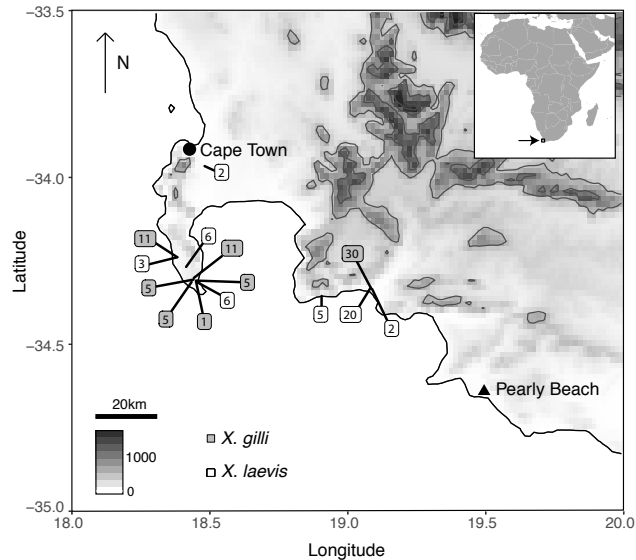 −33.5
N
Cape Town
2
−34.0
Latitude
11
6
11
3
5
5
6
5
1
30
5
20
2
−34.5
Pearly Beach
20km
1000
0
X. gilli
X. laevis
−35.0
18.0 18.5 19.0 19.5 20.0
Longitude